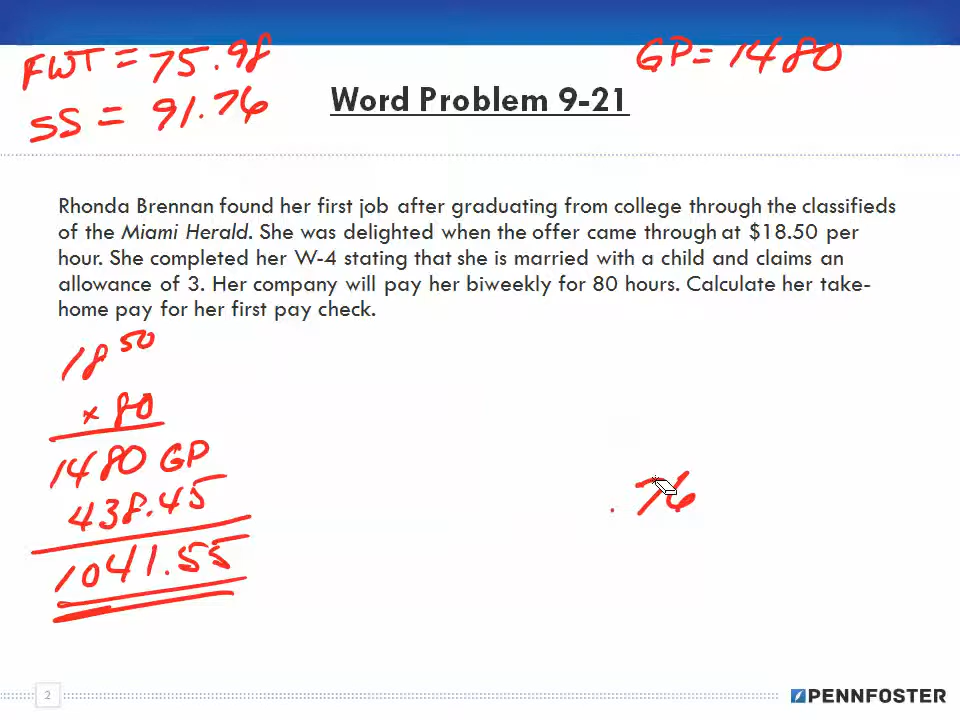 FWT = 75.98
GP = 1480
SS = 91.76
Word Problem 9-21
Rhonda Brennan found her first job after graduating from college through the classifieds
of the Miami Herald. She was delighted when the offer came through at $18.50 per
hour. She completed her W-4 stating that she is married with a child and claims an
allowance of 3. Her company will pay her biweekly for 80 hours. Calculate her take-
home pay for her first pay check.
18 50
x 80
1480 GP
438.45
1041.55
.76
2
PENNFOSTER